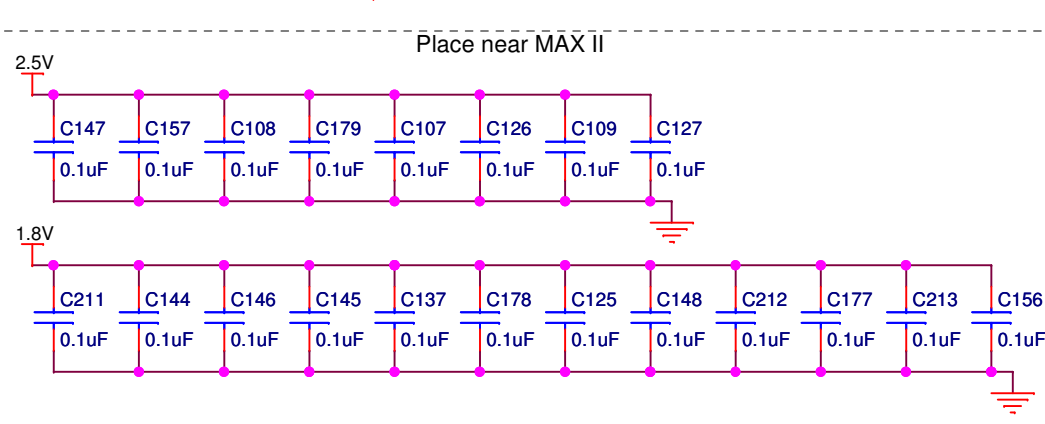 Place near MAX II
2.5V
C147 C157 C108 C179 C107 C126 C109 C127
0.1uF 0.1uF 0.1uF 0.1uF 0.1uF 0.1uF 0.1uF 0.1uF
1.8V
C211 C144 C146 C145 C137 C178 C125 C148 C212 C177 C213 C156
0.1uF 0.1uF 0.1uF 0.1uF 0.1uF 0.1uF 0.1uF 0.1uF 0.1uF 0.1uF 0.1uF 0.1uF